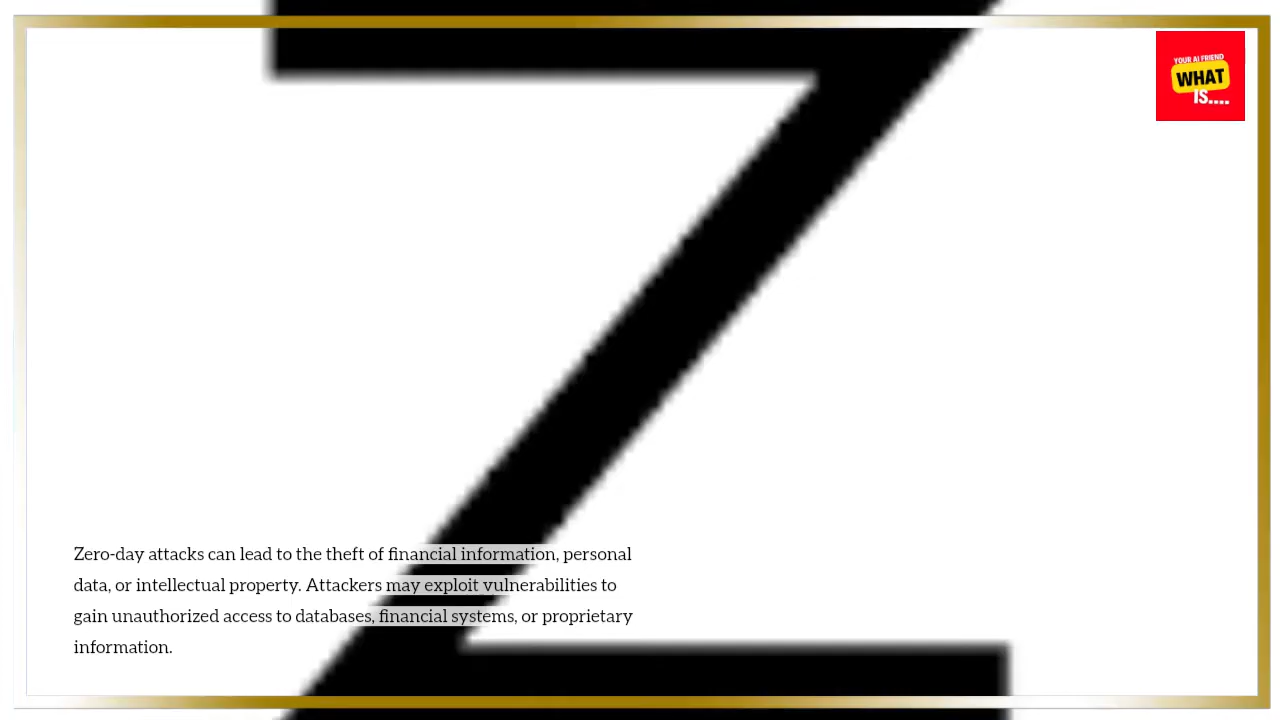 Z
YOUR AI FRIEND
WHAT
IS....
Zero-day attacks can lead to the theft of financial information, personal
data, or intellectual property. Attackers may exploit vulnerabilities to
gain unauthorized access to databases, financial systems, or proprietary
information.